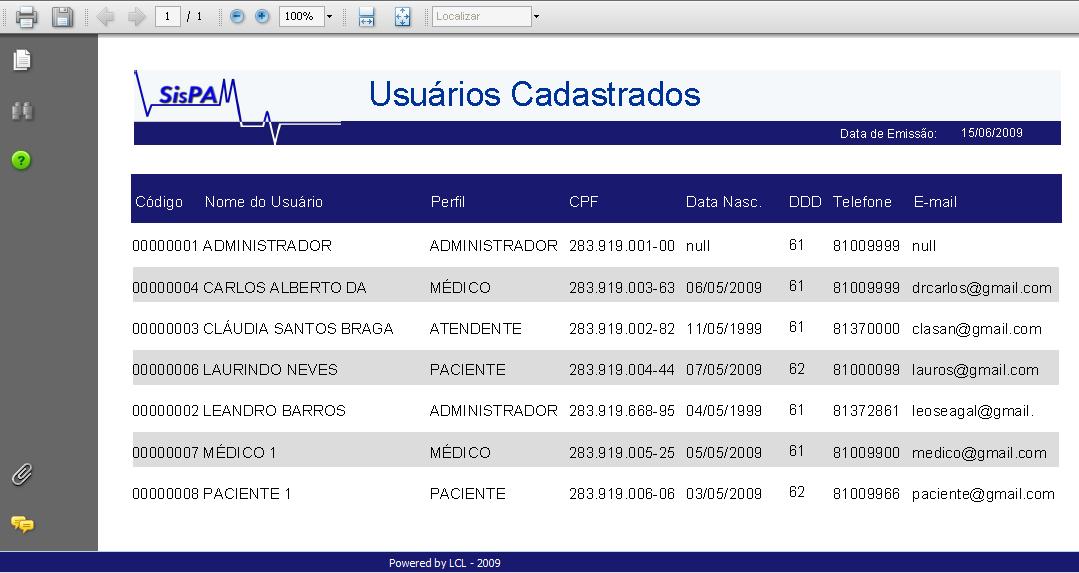 1 / 1 100% Localizar
SisPAM
Usuários Cadastrados
Data de Emissão: 15/06/2009
Código Nome do Usuário Perfil CPF Data Nasc. DDD Telefone E-mail
00000001 ADMINISTRADOR ADMINISTRADOR 283.919.001-00 null 61 81009999 null
00000004 CARLOS ALBERTO DA MÉDICO 283.919.003-63 06/05/2009 61 81009999 drcarlos@gmail.com
00000003 CLÁUDIA SANTOS BRAGA ATENDENTE 283.919.002-82 11/05/1999 61 81370000 clasan@gmail.com
00000006 LAURINDO NEVES PACIENTE 283.919.004-44 07/05/2009 62 81000099 lauros@gmail.com
00000002 LEANDRO BARROS ADMINISTRADOR 283.919.668-95 04/05/1999 61 81372861 leoseagal@gmail.
00000007 MÉDICO 1 MÉDICO 283.919.005-25 05/05/2009 61 81009900 medico@gmail.com
00000008 PACIENTE 1 PACIENTE 283.919.006-06 03/05/2009 62 81009966 paciente@gmail.com
Powered by LCL - 2009